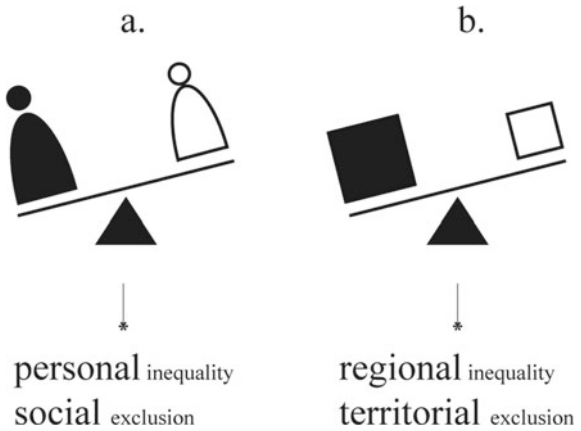 a.
b.
*
*
personal inequality
social exclusion
regional inequality
territorial exclusion